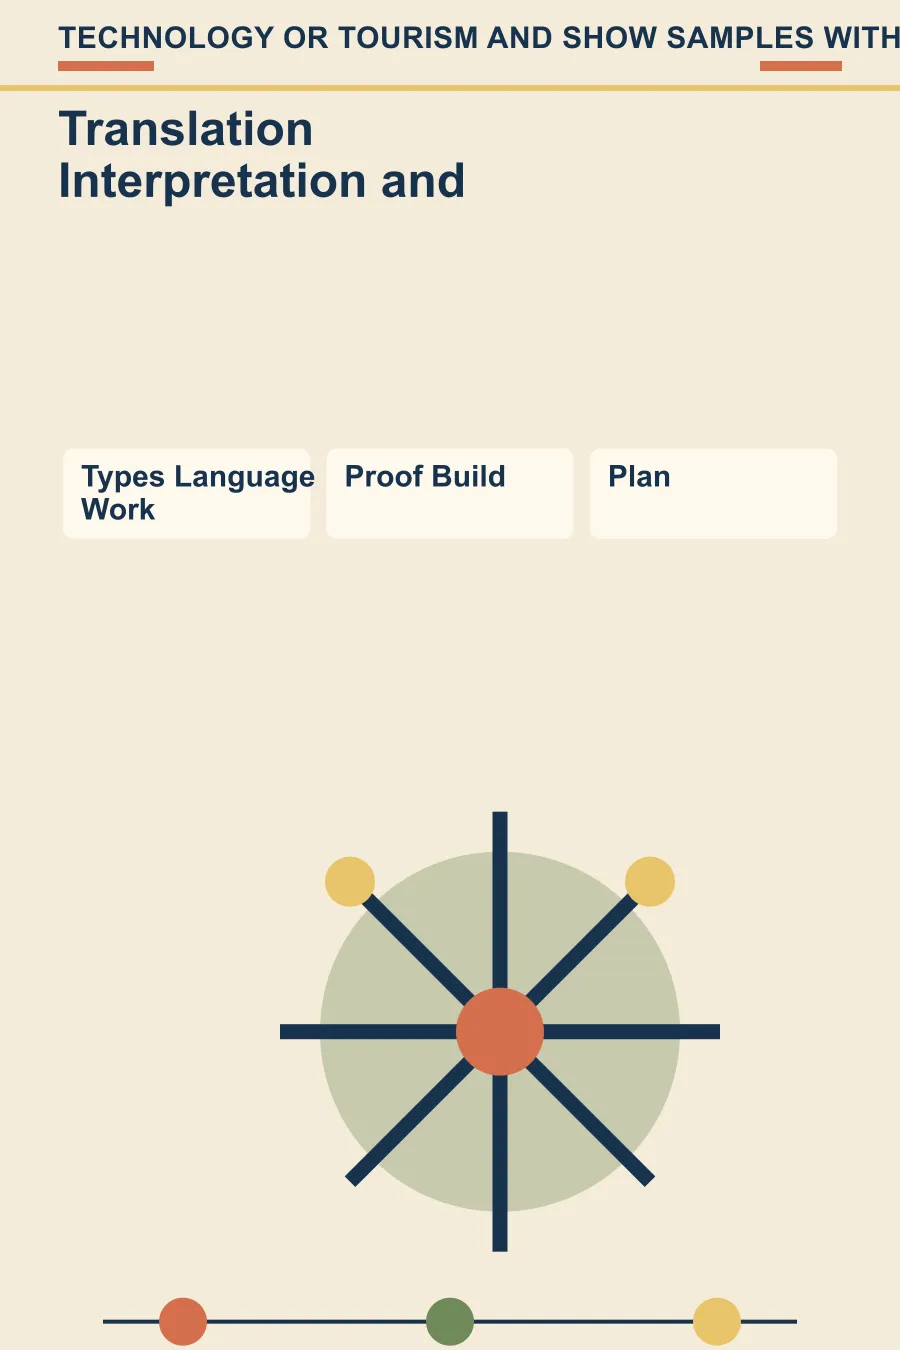 TECHNOLOGY OR TOURISM AND SHOW SAMPLES WITH
Translation
Interpretation and
Types Language
Work
Proof Build
Plan